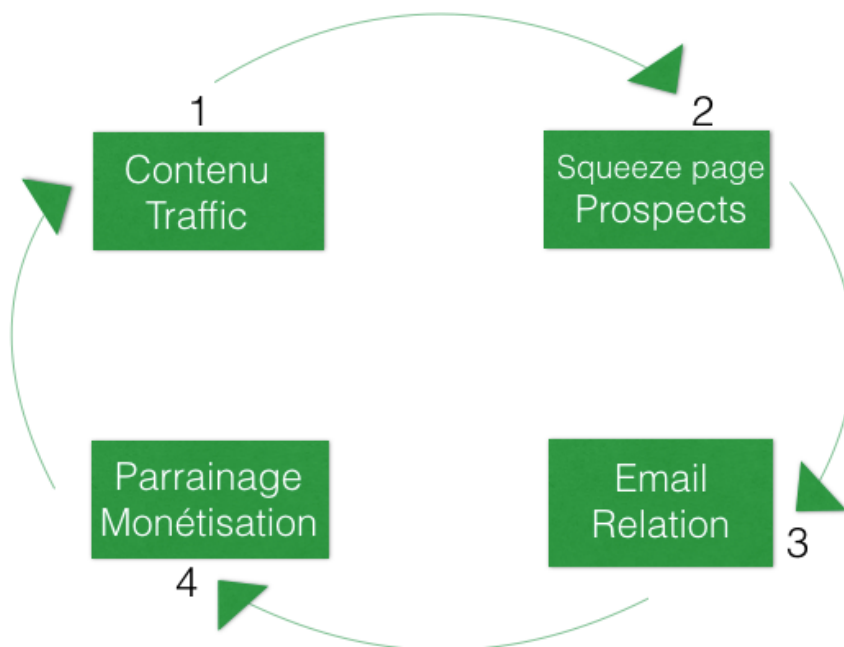 1
Contenu
Traffic
2
Squeeze page
Prospects
Email
Relation
3
Parrainage
Monétisation
4